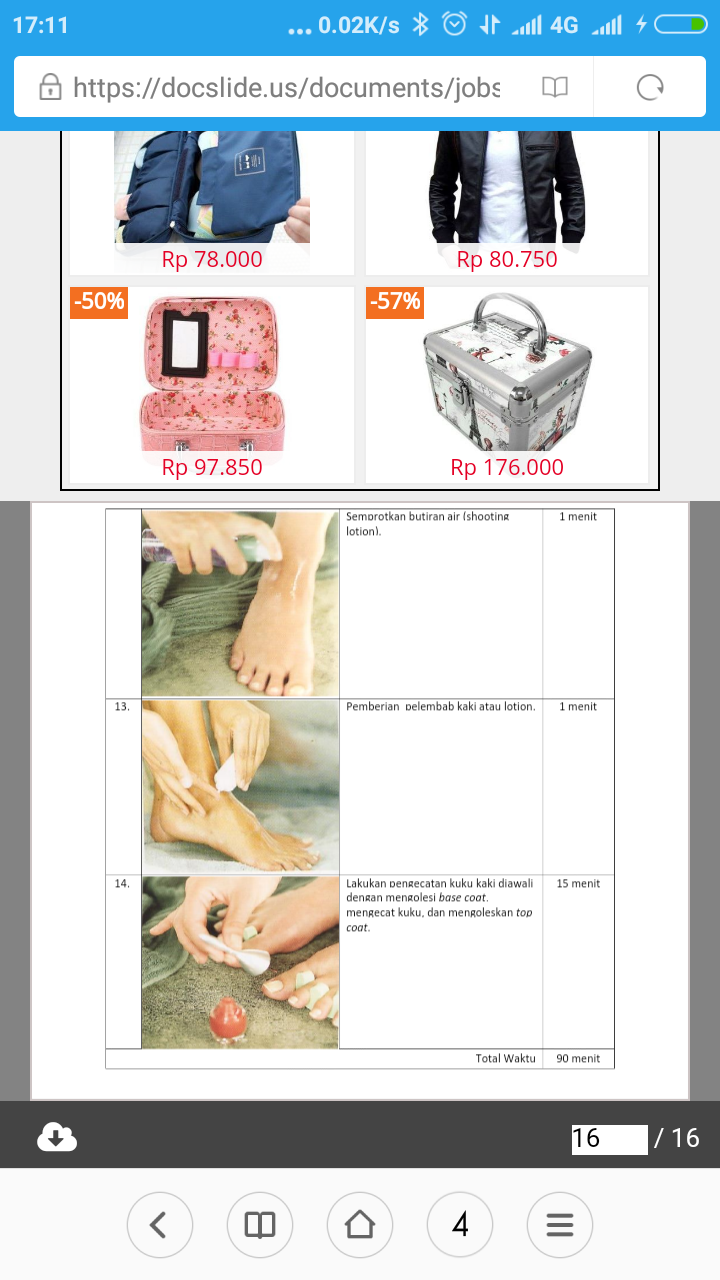 17:11
... 0.02K/s
4G
https://docslide.us/documents/jobs
Rp 78.000
Rp 80.750
-50%
-57%
Rp 97.850
Rp 176.000
Semprotkan butiran air (shooting
lotion).
1 menit
13.
Pemberian pelembab kaki atau lotion.
1 menit
14.
Lakukan pengecatan kuku kaki diawali
dengan mengolesi base coat,
mengecat kuku, dan mengoleskan top
coat.
15 menit
Total Waktu
90 menit
16 / 16
4